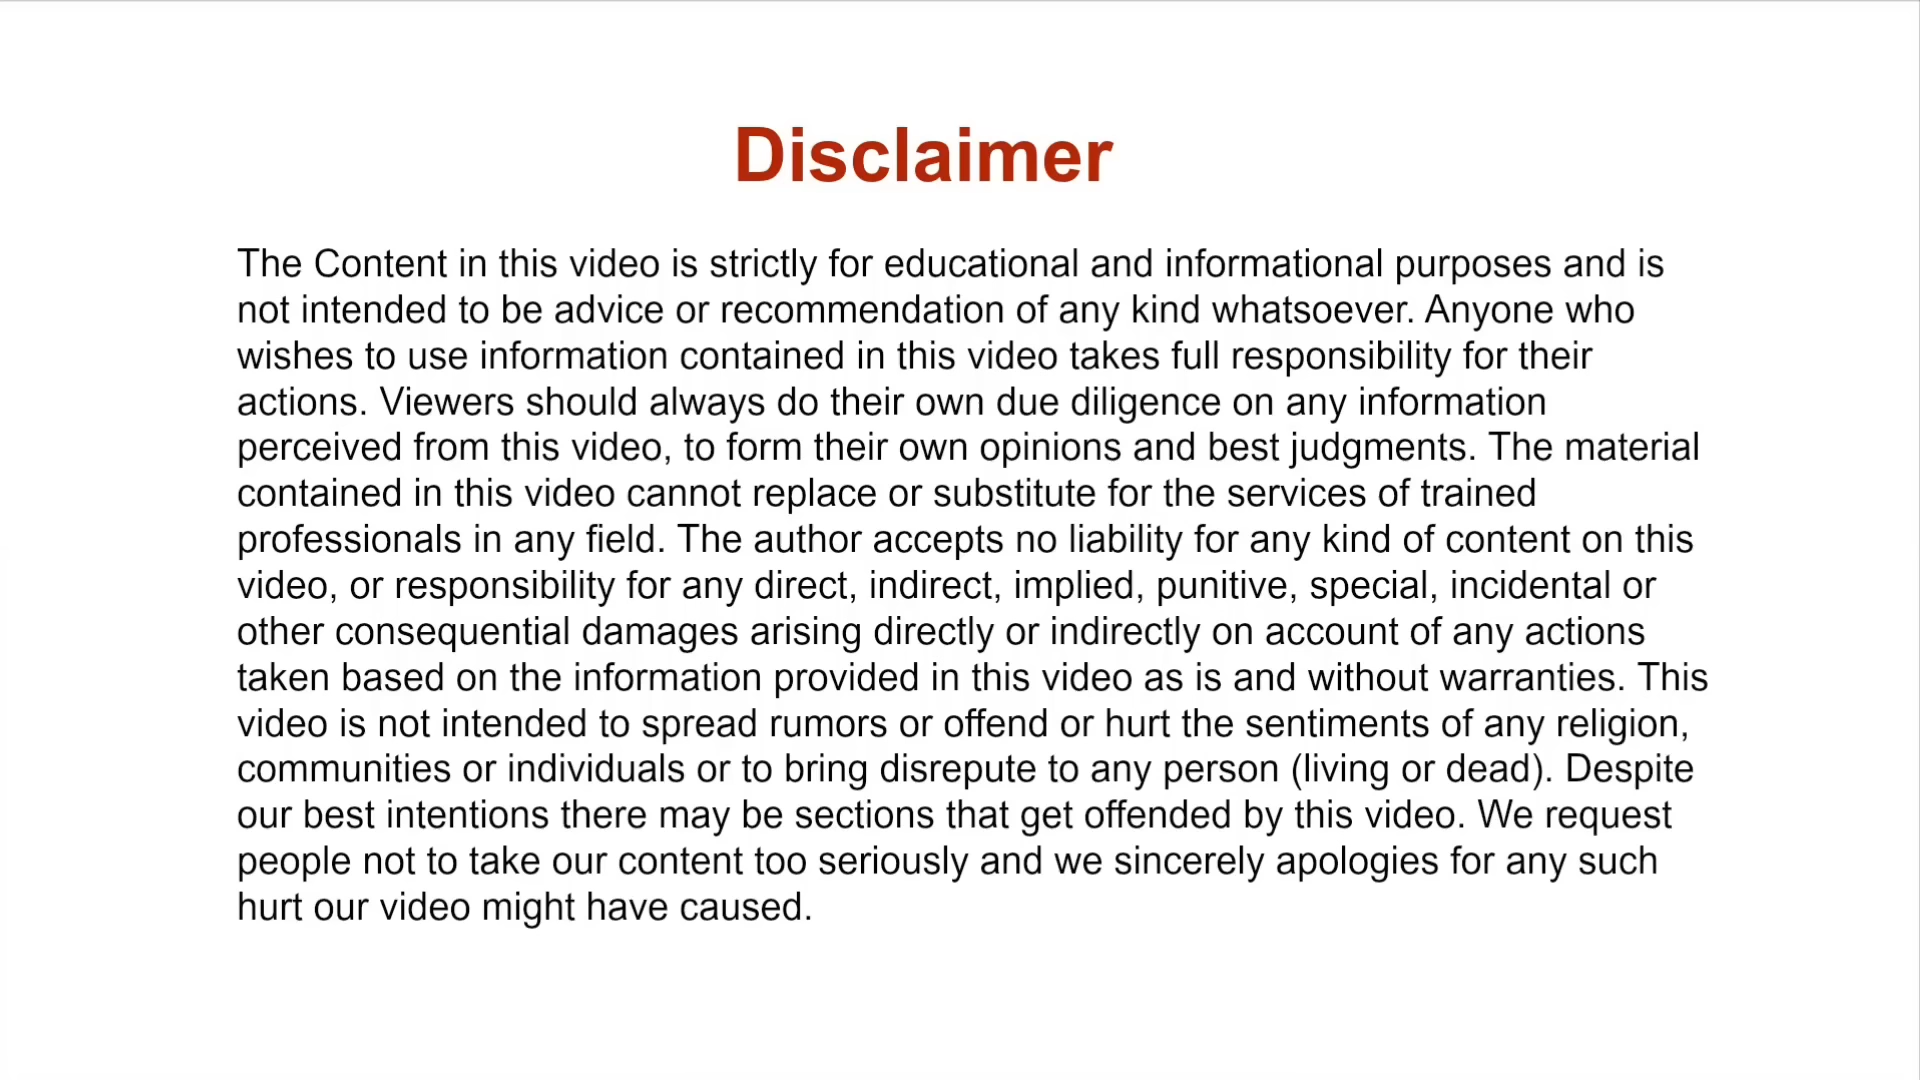 Disclaimer
The Content in this video is strictly for educational and informational purposes and is
not intended to be advice or recommendation of any kind whatsoever. Anyone who
wishes to use information contained in this video takes full responsibility for their
actions. Viewers should always do their own due diligence on any information
perceived from this video, to form their own opinions and best judgments. The material
contained in this video cannot replace or substitute for the services of trained
professionals in any field. The author accepts no liability for any kind of content on this
video, or responsibility for any direct, indirect, implied, punitive, special, incidental or
other consequential damages arising directly or indirectly on account of any actions
taken based on the information provided in this video as is and without warranties. This
video is not intended to spread rumors or offend or hurt the sentiments of any religion,
communities or individuals or to bring disrepute to any person (living or dead). Despite
our best intentions there may be sections that get offended by this video. We request
people not to take our content too seriously and we sincerely apologies for any such
hurt our video might have caused.